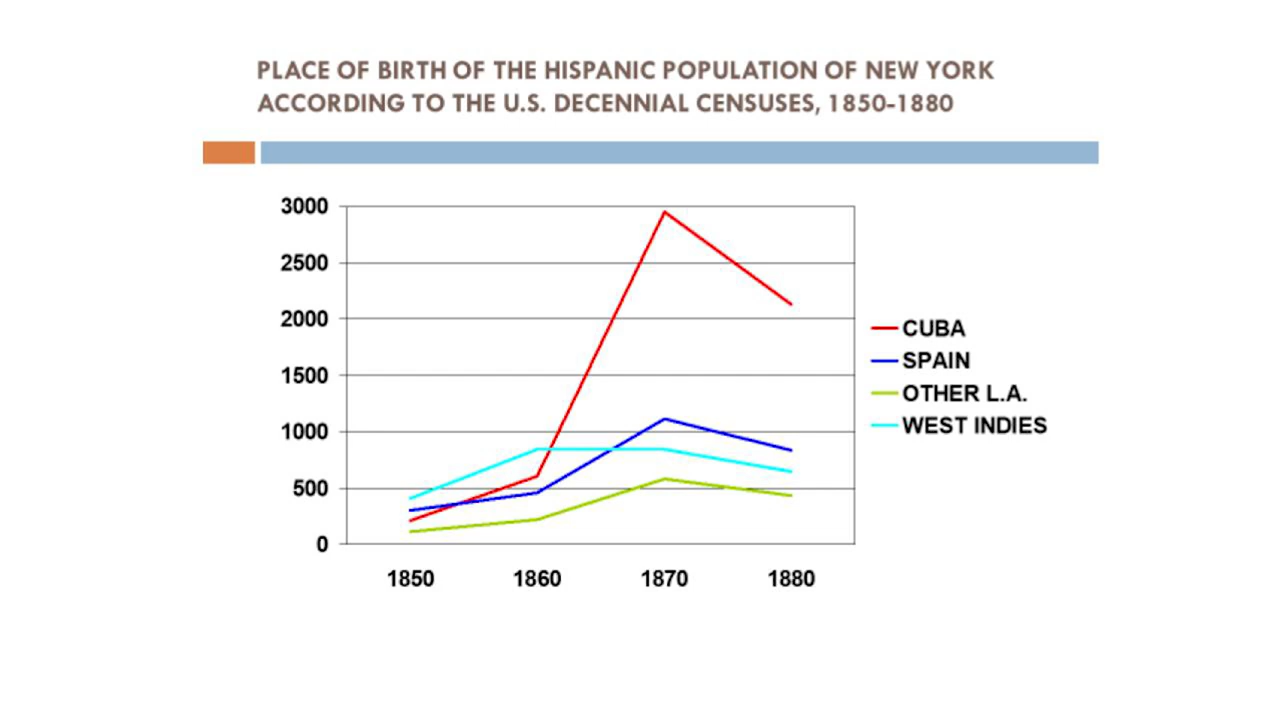 PLACE OF BIRTH OF THE HISPANIC POPULATION OF NEW YORK
ACCORDING TO THE U.S. DECENNIAL CENSUSES, 1850-1880
3000
2500
2000
1500
1000
500
0
1850 1860 1870 1880
CUBA
SPAIN
OTHER L.A.
WEST INDIES